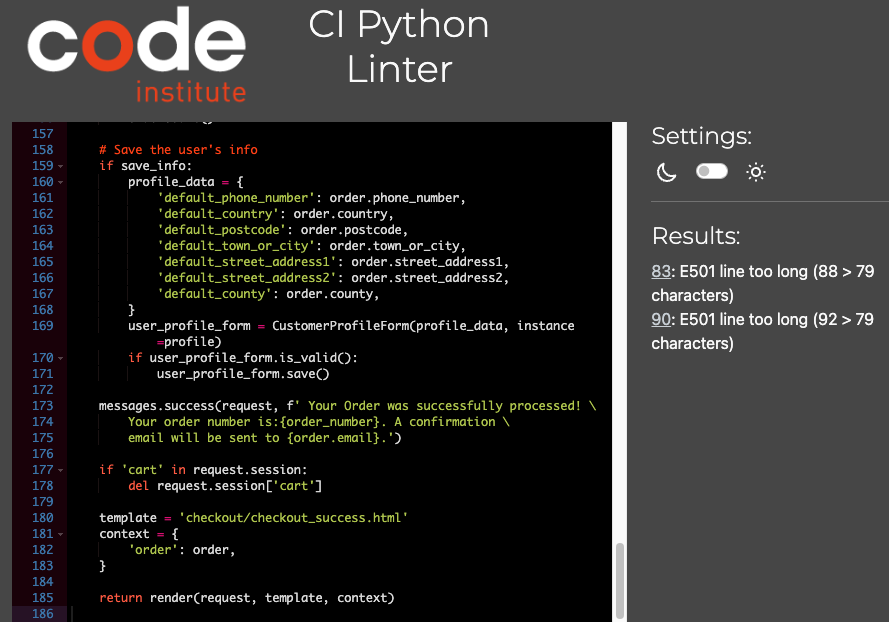 code
institute
CI Python
Linter
157
158 # Save the user's info
159 if save_info:
160 profile_data = {
161 'default_phone_number': order.phone_number,
162 'default_country': order.country,
163 'default_postcode': order.postcode,
164 'default_town_or_city': order.town_or_city,
165 'default_street_address1': order.street_address1,
166 'default_street_address2': order.street_address2,
167 'default_county': order.county,
168 }
169 user_profile_form = CustomerProfileForm(profile_data, instance
=profile)
170 if user_profile_form.is_valid():
171 user_profile_form.save()
172
173 messages.success(request, f' Your Order was successfully processed! \
174 Your order number is:{order_number}. A confirmation \
175 email will be sent to {order.email}.')
176
177 if 'cart' in request.session:
178 del request.session['cart']
179
180 template = 'checkout/checkout_success.html'
181 context = {
182 'order': order,
183 }
184
185 return render(request, template, context)
186
Settings:
Results:
83: E501 line too long (88 > 79
characters)
90: E501 line too long (92 > 79
characters)